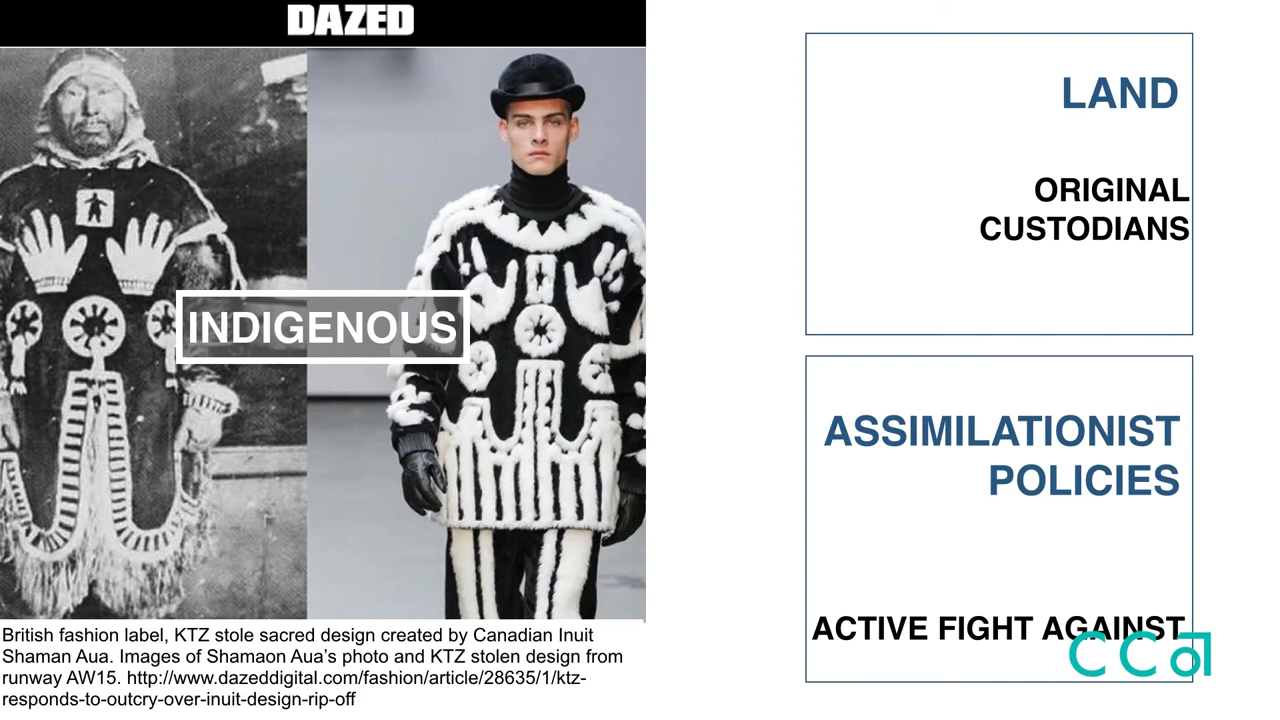 DAZED
INDIGENOUS
British fashion label, KTZ stole sacred design created by Canadian Inuit
Shaman Aua. Images of Shamaon Aua's photo and KTZ stolen design from
runway AW15. http://www.dazeddigital.com/fashion/article/28635/1/ktz-
responds-to-outcry-over-inuit-design-rip-off
LAND
ORIGINAL
CUSTODIANS
ASSIMILATIONIST
POLICIES
ACTIVE FIGHT AGAINST
CCa